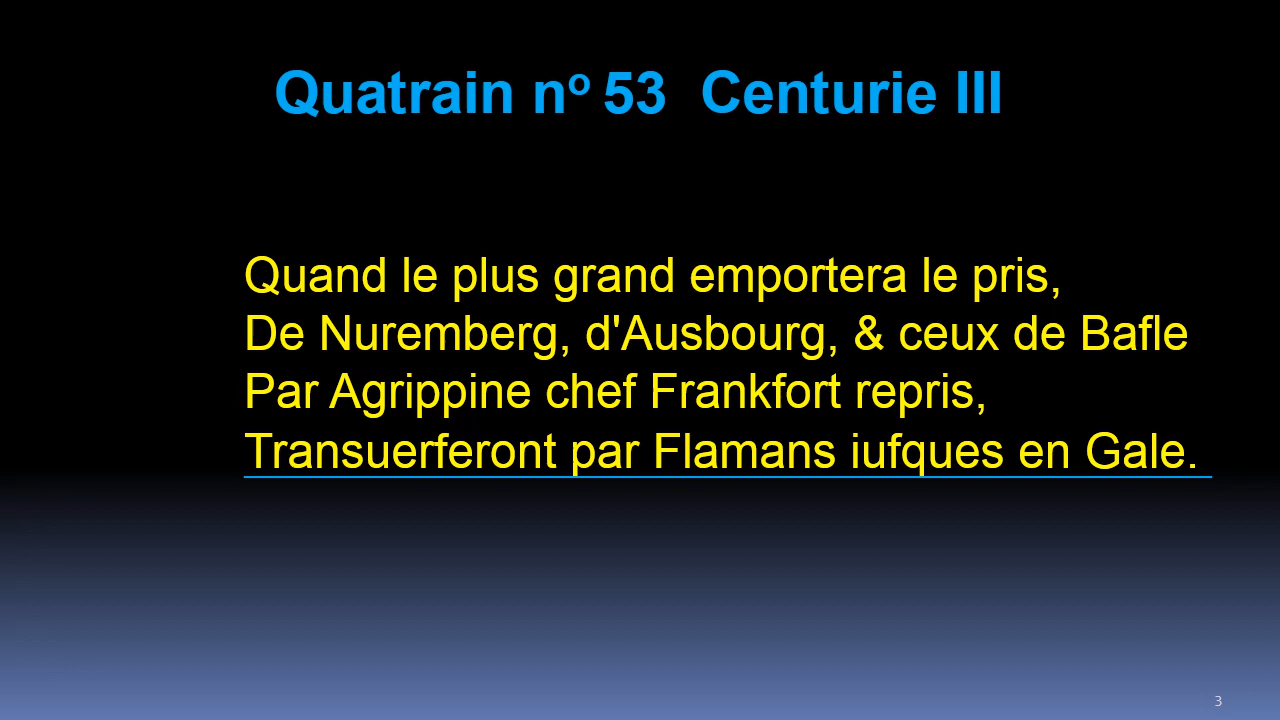 Quatrain nº 53  Centurie III
Quand le plus grand emportera le pris,
De Nuremberg, d'Ausbourg, & ceux de Bafle
Par Agrippine chef Frankfort repris,
Transuerferont par Flamans iufques en Gale.
3